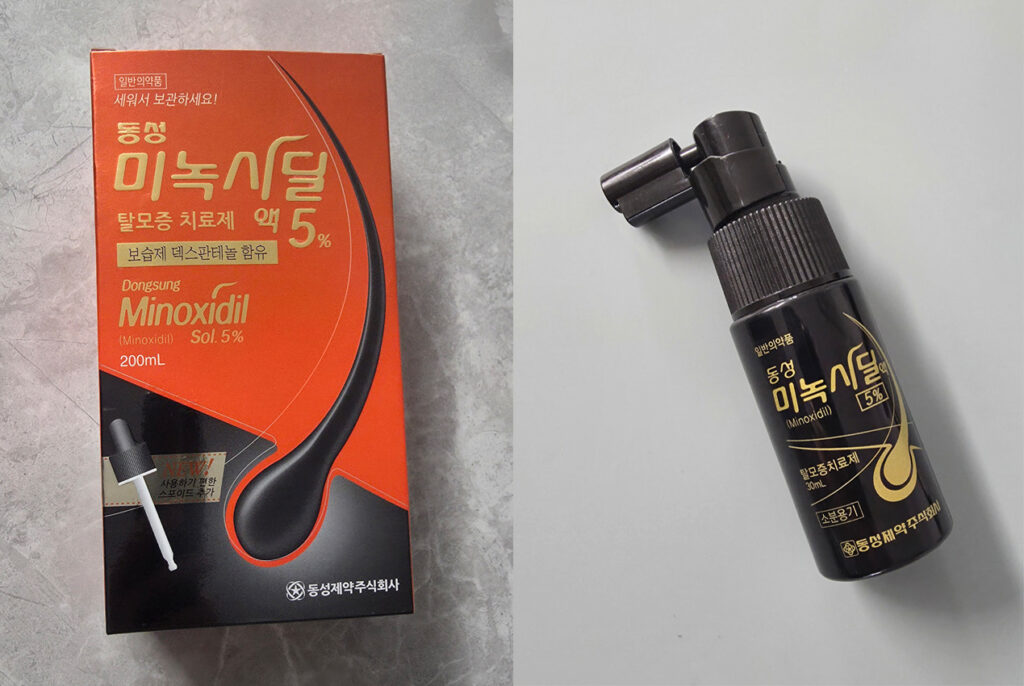 일반의약품
세워서 보관하세요!
동성
미녹시딜
탈모증 치료제 액 5%
보습제 덱스판테놀 함유
Dongsung
Minoxidil
(Minoxidil) Sol. 5%
200mL
NEW!
사용하기 편한
스포이드 추가
동성제약주식회사
일반의약품
동성
미녹시딜액
(Minoxidil) 5%
탈모증치료제
30mL
소분용기
동성제약주식회사